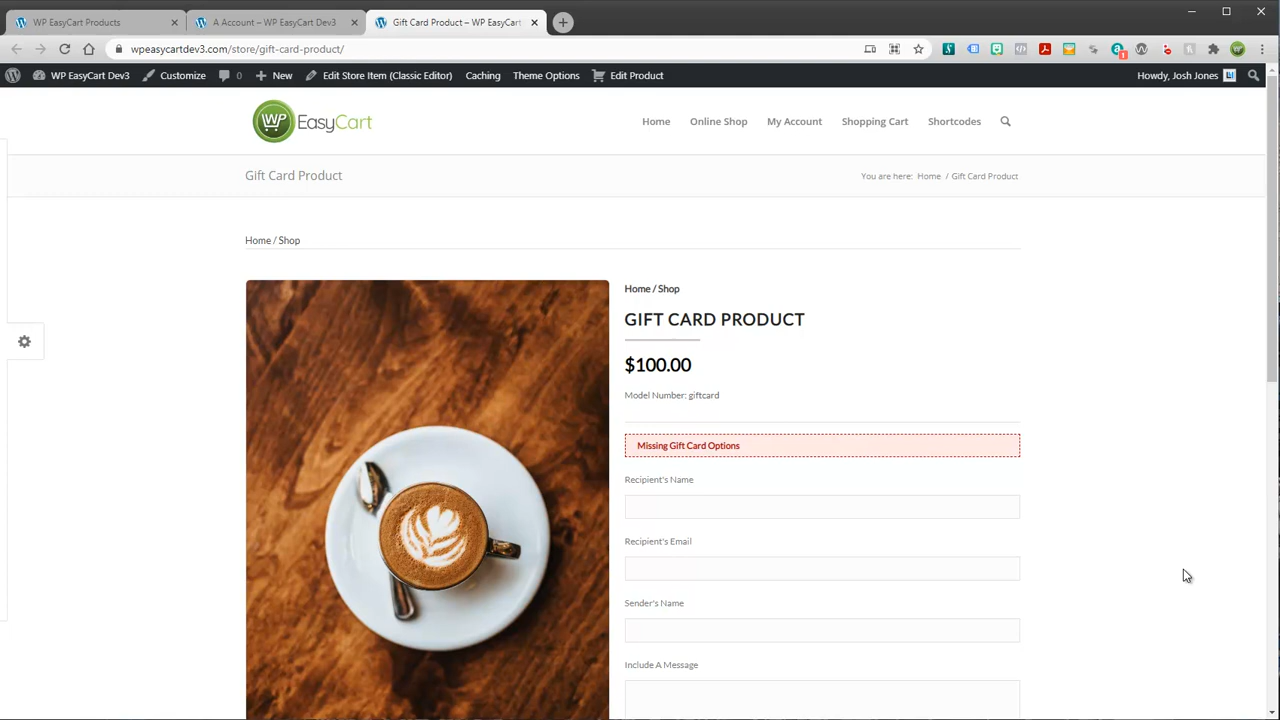 WP EasyCart Products
A Account – WP EasyCart Dev3
Gift Card Product – WP EasyCart
wpeasycartdev3.com/store/gift-card-product/
WP EasyCart Dev3 Customize 0 New Edit Store Item (Classic Editor) Caching Theme Options Edit Product Howdy, Josh Jones
WP EasyCart
Home Online Shop My Account Shopping Cart Shortcodes
Gift Card Product
You are here: Home / Gift Card Product
Home / Shop
Home / Shop
GIFT CARD PRODUCT
$100.00
Model Number: giftcard
Missing Gift Card Options
Recipient's Name
Recipient's Email
Sender's Name
Include A Message